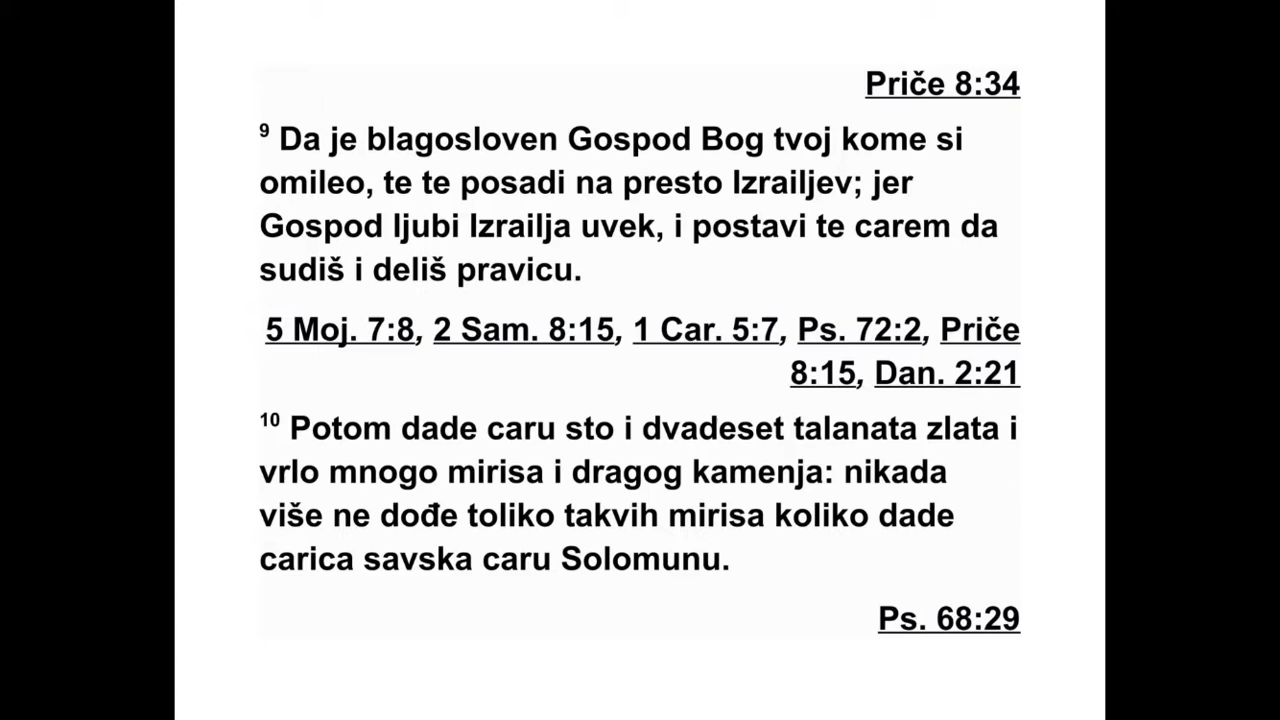 Priče 8:34
9 Da je blagosloven Gospod Bog tvoj kome si
omileo, te te posadi na presto Izrailjev; jer
Gospod ljubi Izrailja uvek, i postavi te carem da
sudiš i deliš pravicu.
5 Moj. 7:8, 2 Sam. 8:15, 1 Car. 5:7, Ps. 72:2, Priče
8:15, Dan. 2:21
10 Potom dade caru sto i dvadeset talanata zlata i
vrlo mnogo mirisa i dragog kamenja: nikada
više ne dođe toliko takvih mirisa koliko dade
carica savska caru Solomunu.
Ps. 68:29